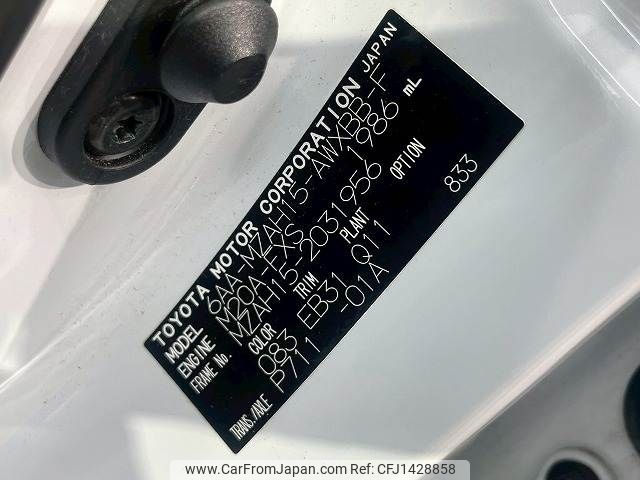 TOYOTA MOTOR CORPORATION JAPAN
MODEL 6AA-MZAH15-AWXBB-F
ENGINE M20A-FXS 1986 mL
FRAME No. MZAH15-2031956
COLOR TRIM PLANT OPTION
083 EB31 Q11 833
TRANS./AXLE P711 -01A
www.CarFromJapan.com - CFJ1428858